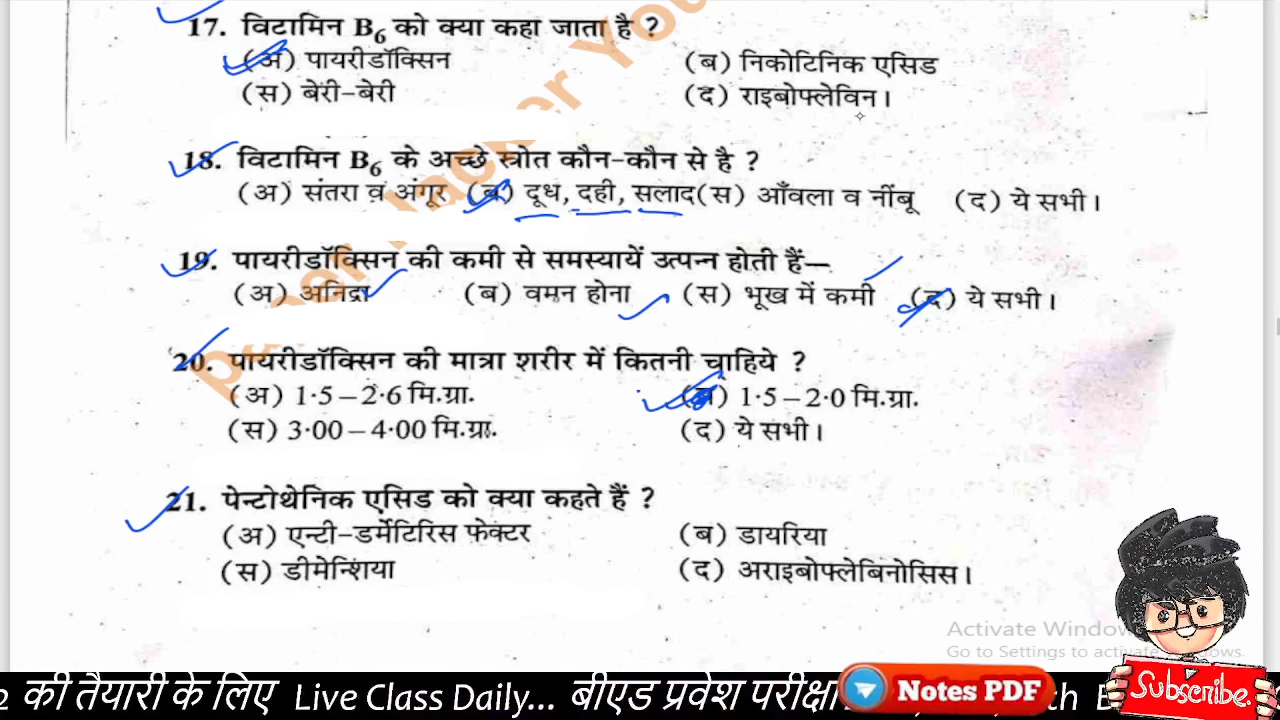 17. विटामिन B₆ को क्या कहा जाता है ?
(अ) पायरीडॉक्सिन (ब) निकोटिनिक एसिड
(स) बेरी-बेरी (द) राइबोफ्लेविन।
18. विटामिन B₆ के अच्छे स्रोत कौन-कौन से है ?
(अ) संतरा व अंगूर (ब) दूध, दही, सलाद (स) आँवला व नींबू (द) ये सभी।
19. पायरीडॉक्सिन की कमी से समस्यायें उत्पन्न होती हैं—
(अ) अनिद्रा (ब) वमन होना (स) भूख में कमी (द) ये सभी।
20. पायरीडॉक्सिन की मात्रा शरीर में कितनी चाहिये ?
(अ) 1·5 – 2·6 मि.ग्रा. (ब) 1·5 – 2·0 मि.ग्रा.
(स) 3·00 – 4·00 मि.ग्रा. (द) ये सभी।
21. पेन्टोथेनिक एसिड को क्या कहते हैं ?
(अ) एन्टी-डर्मेटिरिस फेक्टर (ब) डायरिया
(स) डीमेन्शिया (द) अराइबोफ्लेबिनोसिस।
Activate Windows
Go to Settings to activate Windows.
की तैयारी के लिए Live Class Daily... बीएड प्रवेश परीक्षा
Notes PDF
Subscribe.